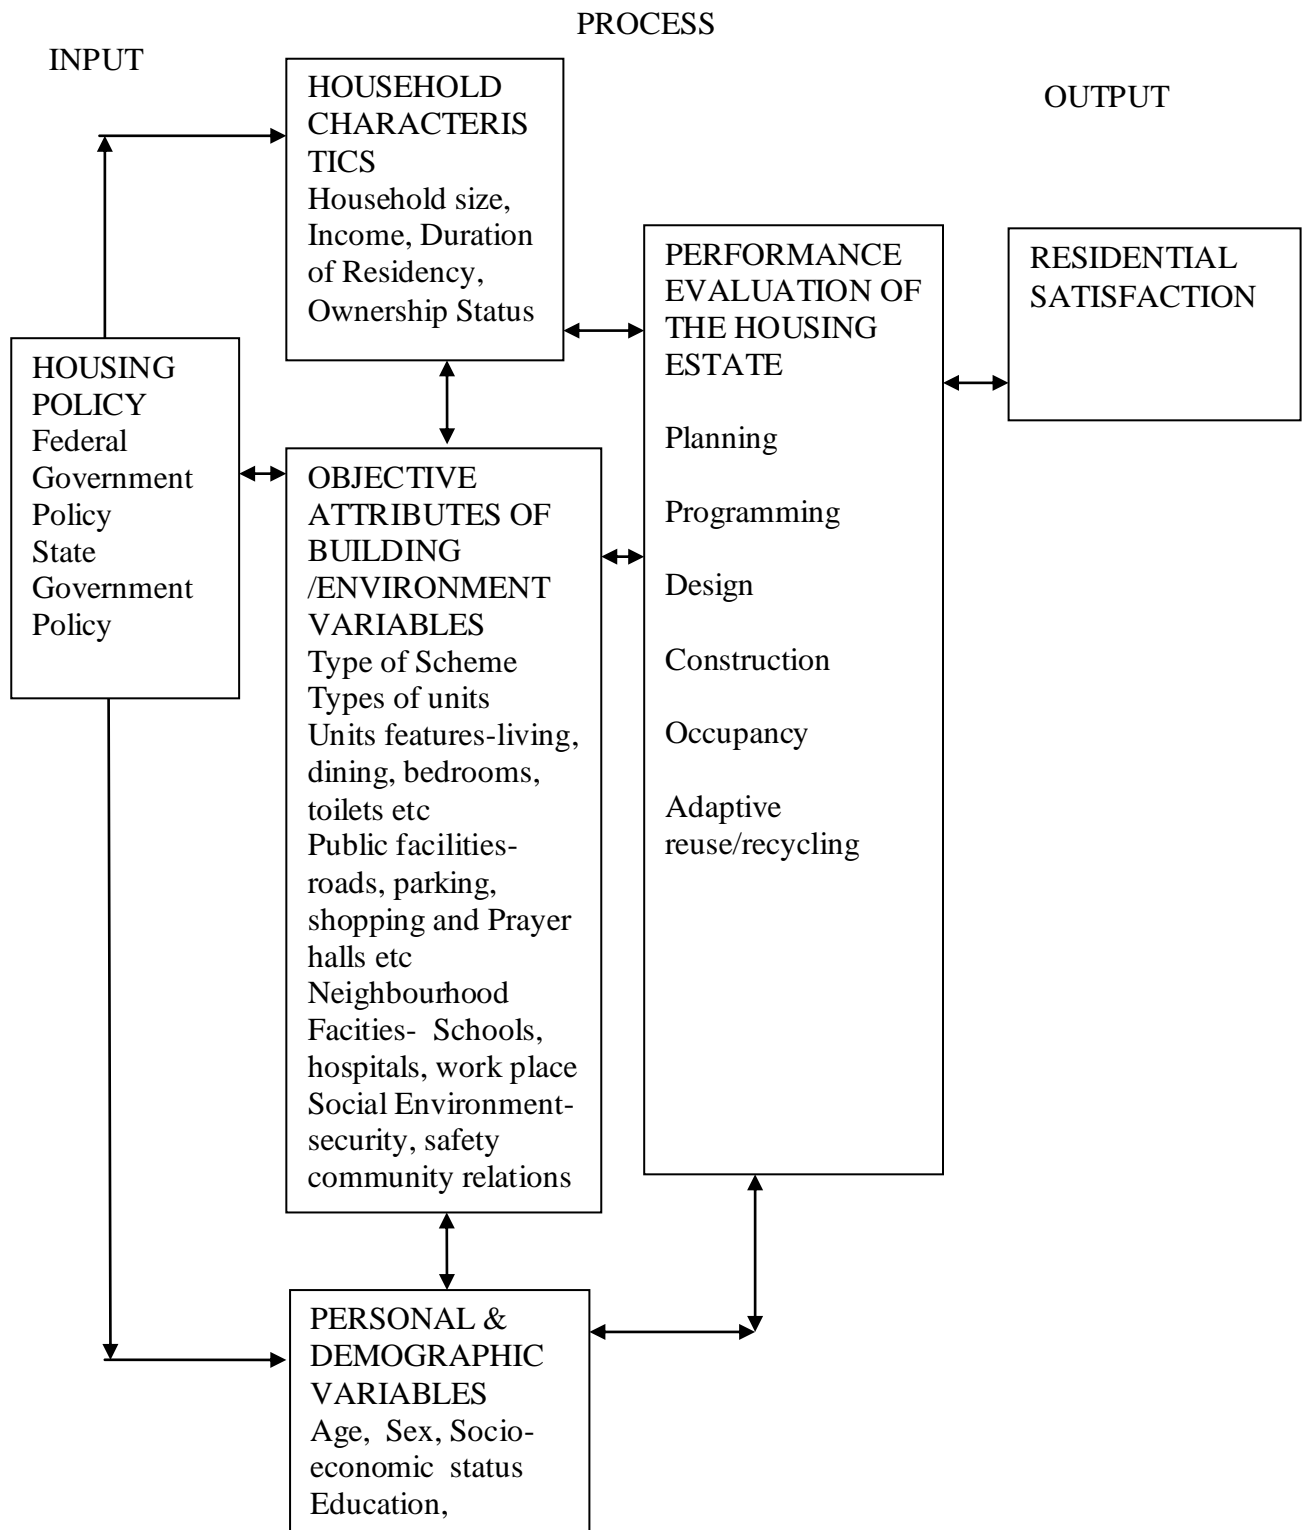 PROCESS
INPUT
OUTPUT
HOUSEHOLD
CHARACTERIS
TICS
Household size,
Income, Duration
of Residency,
Ownership Status
HOUSING
POLICY
Federal
Government
Policy
State
Government
Policy
OBJECTIVE
ATTRIBUTES OF
BUILDING
/ENVIRONMENT
VARIABLES
Type of Scheme
Types of units
Units features-living,
dining, bedrooms,
toilets etc
Public facilities-
roads, parking,
shopping and Prayer
halls etc
Neighbourhood
Facities- Schools,
hospitals, work place
Social Environment-
security, safety
community relations
PERSONAL &
DEMOGRAPHIC
VARIABLES
Age, Sex, Socio-
economic status
Education,
PERFORMANCE
EVALUATION OF
THE HOUSING
ESTATE
Planning
Programming
Design
Construction
Occupancy
Adaptive
reuse/recycling
RESIDENTIAL
SATISFACTION